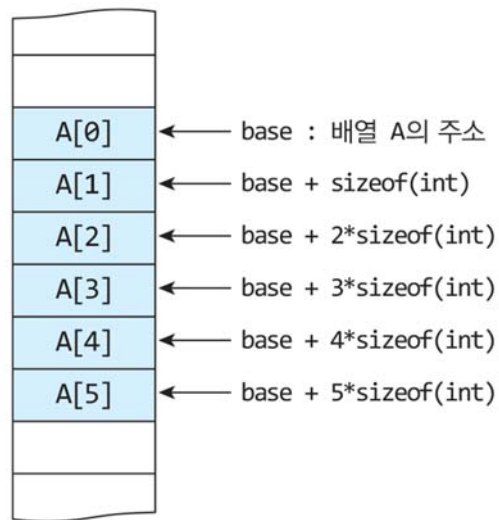 A[0] base : 배열 A의 주소
A[1] base + sizeof(int)
A[2] base + 2*sizeof(int)
A[3] base + 3*sizeof(int)
A[4] base + 4*sizeof(int)
A[5] base + 5*sizeof(int)